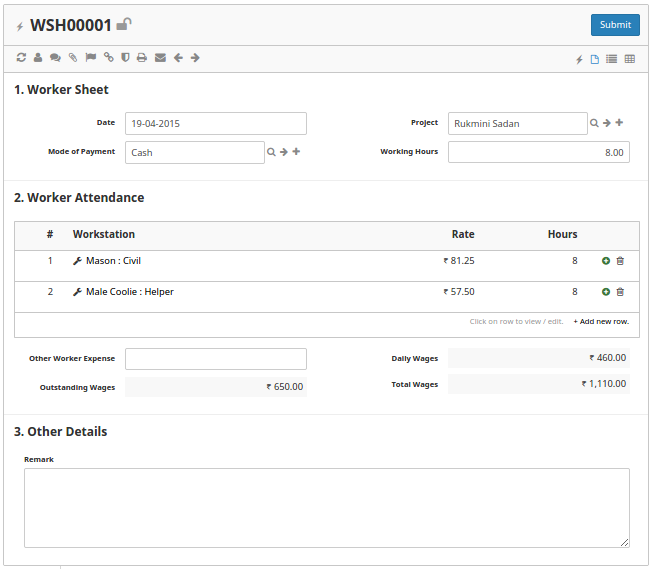 WSH00001
Submit
1. Worker Sheet
Date 19-04-2015 Project Rukmini Sadan
Mode of Payment Cash Working Hours 8.00
2. Worker Attendance
# Workstation Rate Hours
1 Mason : Civil ₹ 81.25 8
2 Male Coolie : Helper ₹ 57.50 8
Click on row to view / edit. + Add new row.
Other Worker Expense Daily Wages ₹ 460.00
Outstanding Wages ₹ 650.00 Total Wages ₹ 1,110.00
3. Other Details
Remark